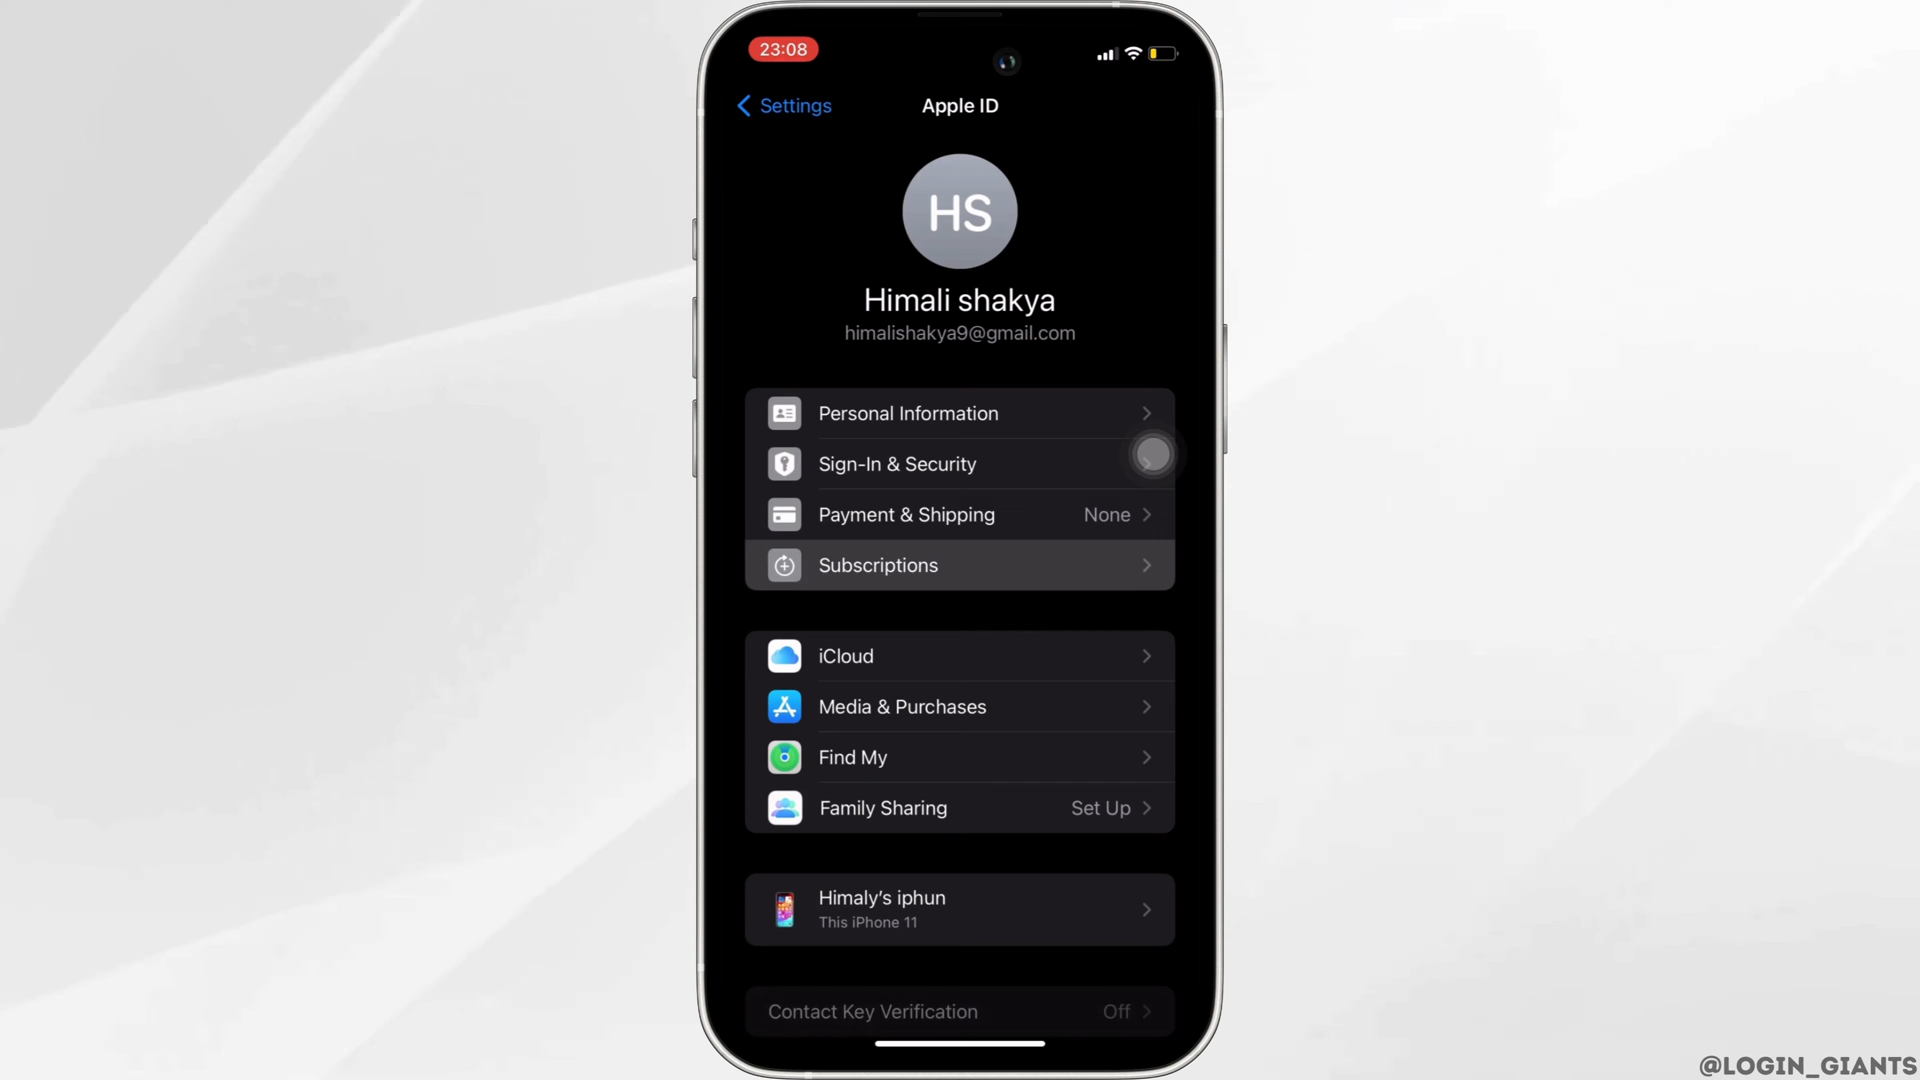 23:08
Settings
Apple ID
HS
Himali shakya
himalishakya9@gmail.com
Personal Information
Sign-In & Security
Payment & Shipping None
Subscriptions
iCloud
Media & Purchases
Find My
Family Sharing Set Up
Himaly's iphun
This iPhone 11
Contact Key Verification Off
@LOGIN_GIANTS